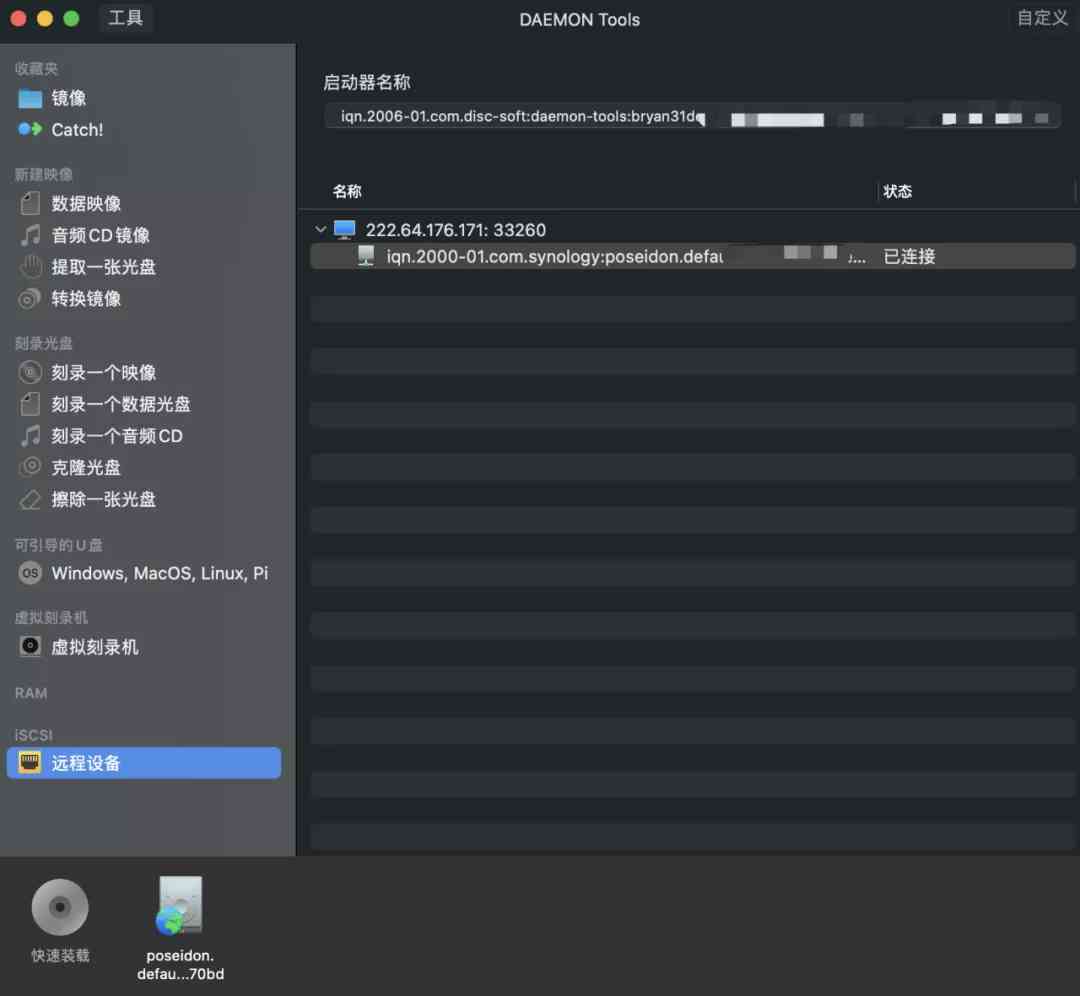 工具
DAEMON Tools
自定义
收藏夹
镜像
Catch!
新建映像
数据映像
音频CD镜像
提取一张光盘
转换镜像
刻录光盘
刻录一个映像
刻录一个数据光盘
刻录一个音频CD
克隆光盘
擦除一张光盘
可引导的U盘
OS
Windows, MacOS, Linux, Pi
虚拟刻录机
虚拟刻录机
RAM
iSCSI
远程设备
启动器名称
iqn.2006-01.com.disc-soft:daemon-tools:bryan31d
名称
状态
222.64.176.171: 33260
iqn.2000-01.com.synology:poseidon.defau
...
已连接
快速装载
poseidon.
defau...70bd